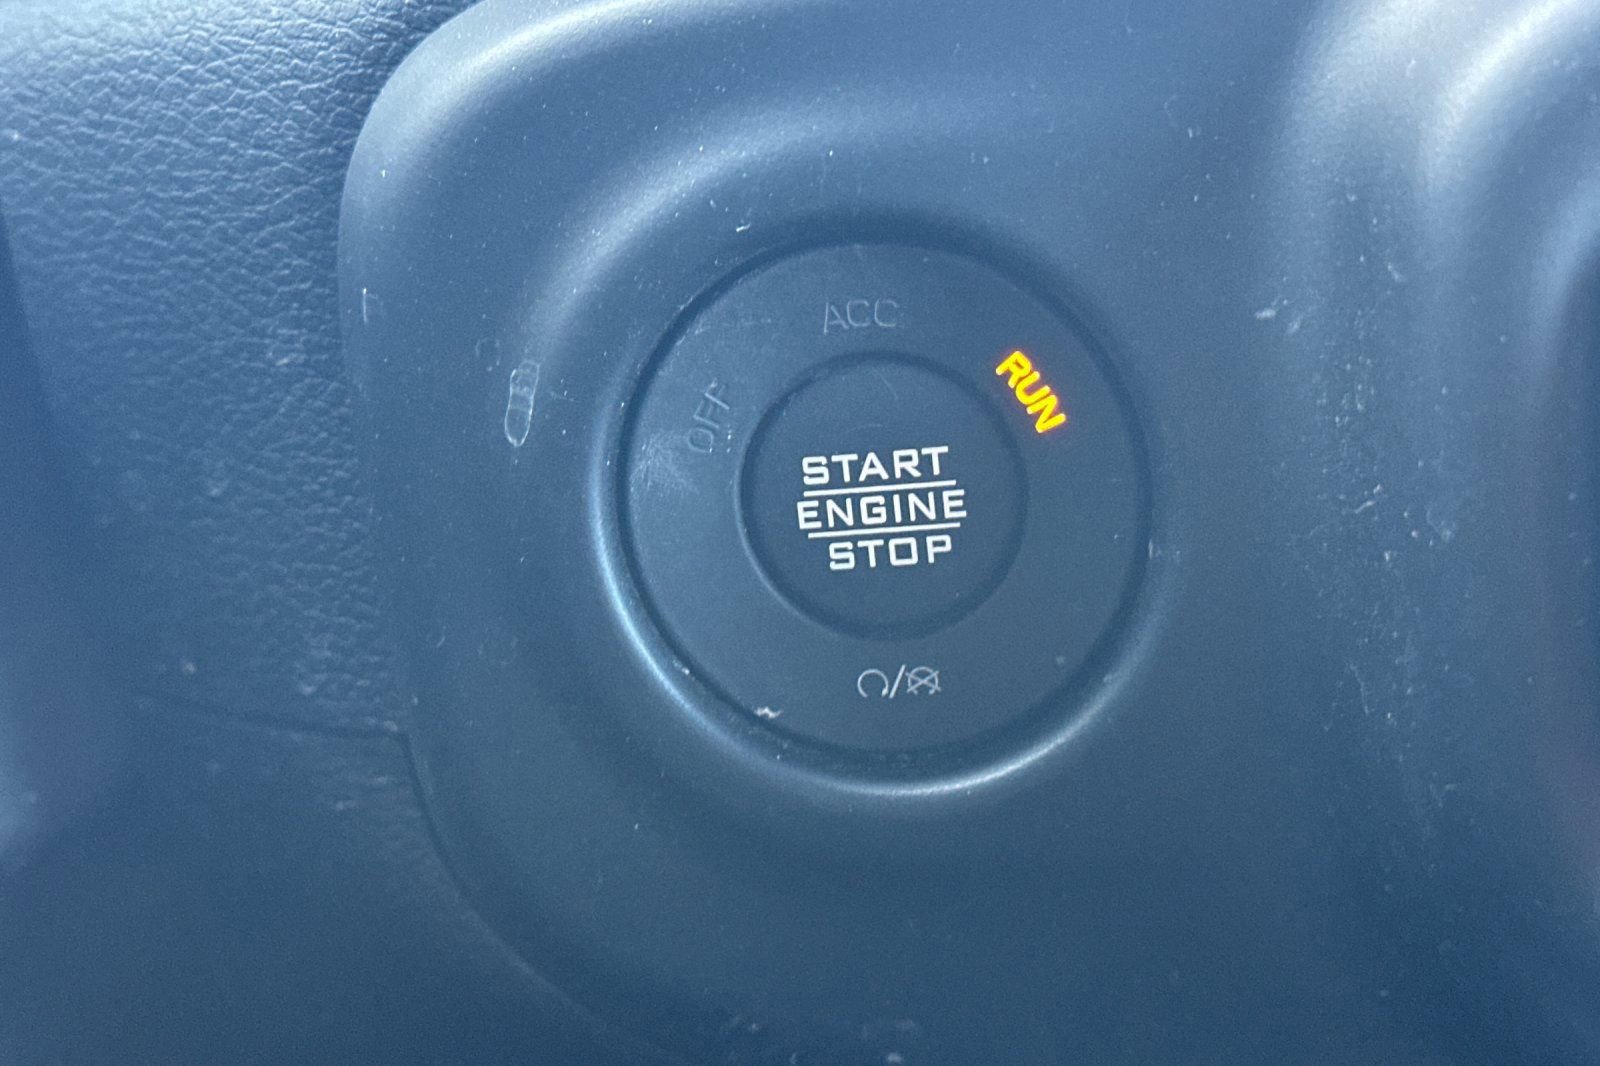 ACC
OFF
RUN
START
ENGINE
STOP